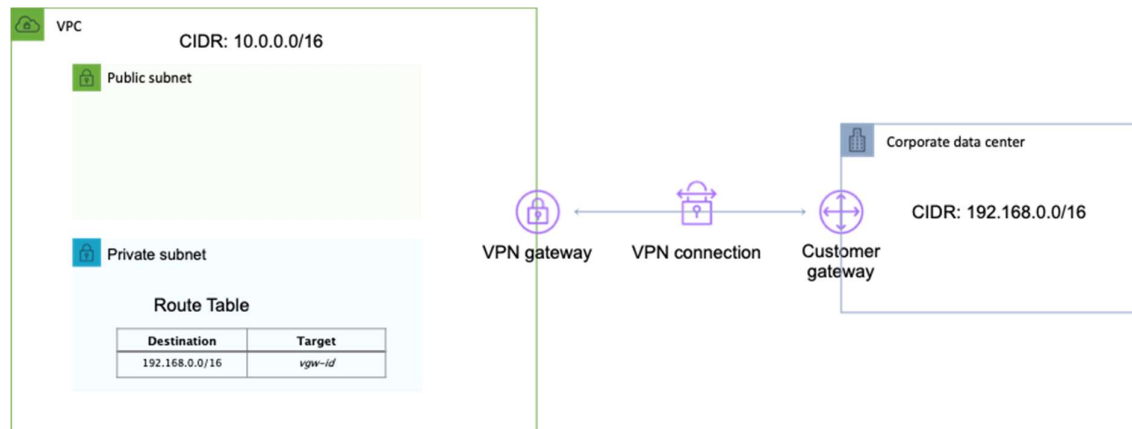 VPC
CIDR: 10.0.0.0/16
Public subnet
Private subnet
Route Table
Destination Target
192.168.0.0/16 vgw-id
VPN gateway
VPN connection
Customer
gateway
Corporate data center
CIDR: 192.168.0.0/16